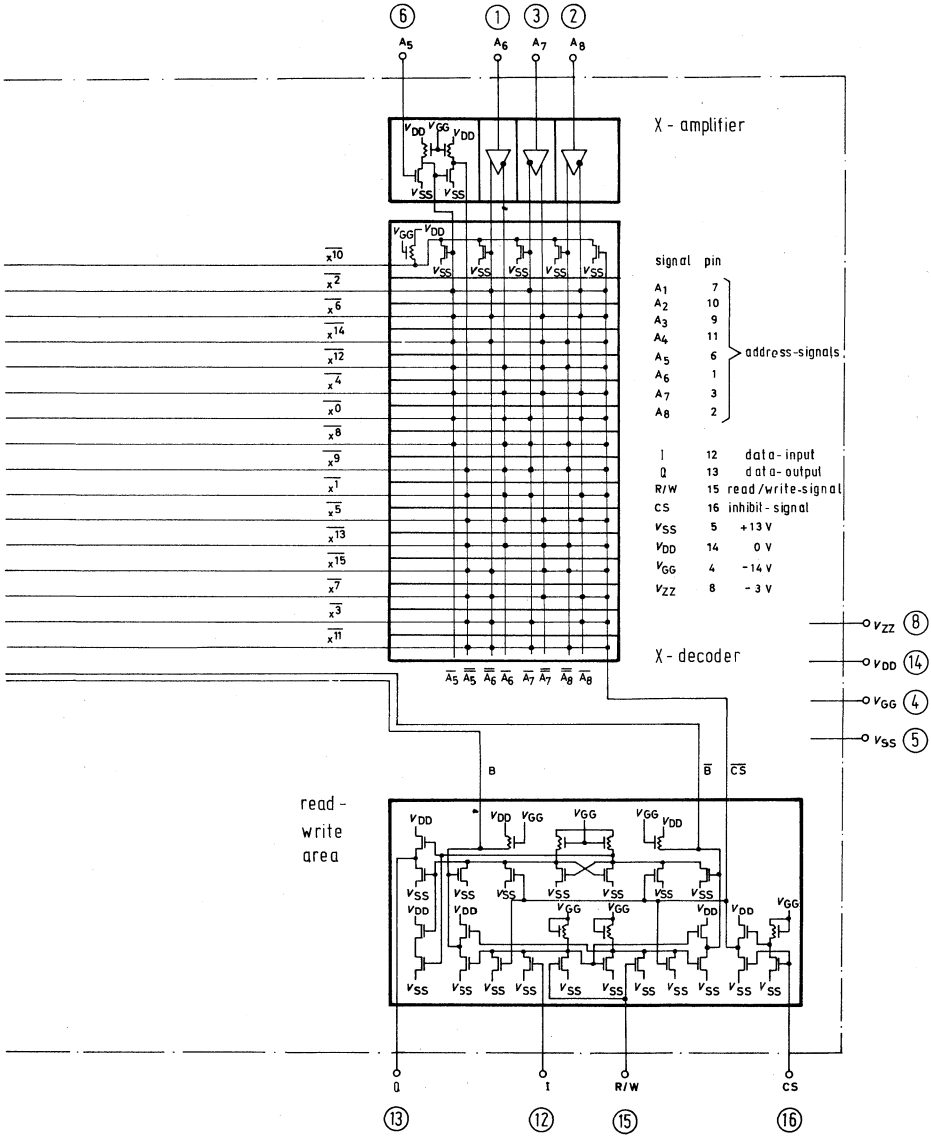 6 1 3 2
A5 A6 A7 A8
X - amplifier
VDD VGG VDD
VSS VSS
VGG VDD
VSS VSS VSS VSS VSS
x10
x2
x6
x14
x12
x4
x0
x8
x9
x1
x5
x13
x15
x7
x3
x11
signal pin
A1 7
A2 10
A3 9
A4 11
A5 6
A6 1
A7 3
A8 2
address-signals
I 12 data-input
Q 13 data-output
R/W 15 read/write-signal
CS 16 inhibit-signal
VSS 5 +13 V
VDD 14 0 V
VGG 4 -14 V
VZZ 8 -3 V
X-decoder
VZZ 8
VDD 14
VGG 4
VSS 5
A5 A5 A6 A6 A7 A7 A8 A8
B B CS
read-
write
area
VDD VDD VGG VGG VGG VDD
VSS VSS VSS VSS VSS VSS VSS
VDD VDD VGG VGG VDD VDD VGG
VSS VSS VSS VSS VSS VSS VSS VSS VSS VSS VSS
Q I R/W CS
13 12 15 16